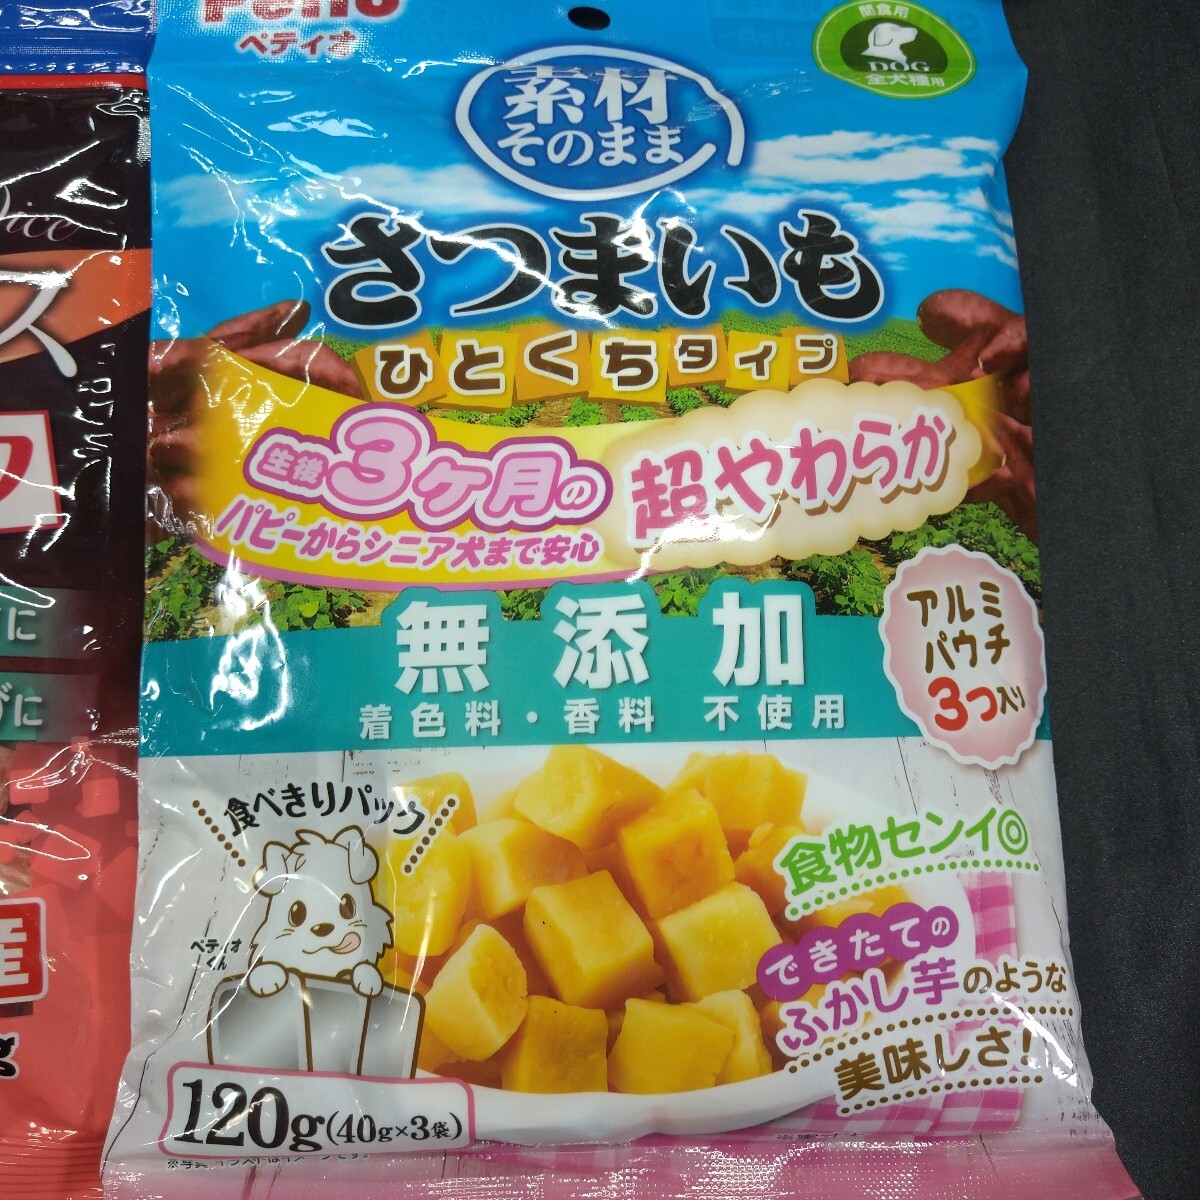 Petio
ペティオ
間食用
DOG
全犬種用
素材
そのまま
さつまいも
ひとくちタイプ
生後3ケ月の
パピーからシニア犬まで安心
超やわらか
無添加
着色料・香料 不使用
アルミ
パウチ
3つ入り
食べきりパック
ペティオ
くん
食物センイ◎
できたての
ふかし芋のような
美味しさ!
120g(40g×3袋)
ice
ス
に
びに
産
g